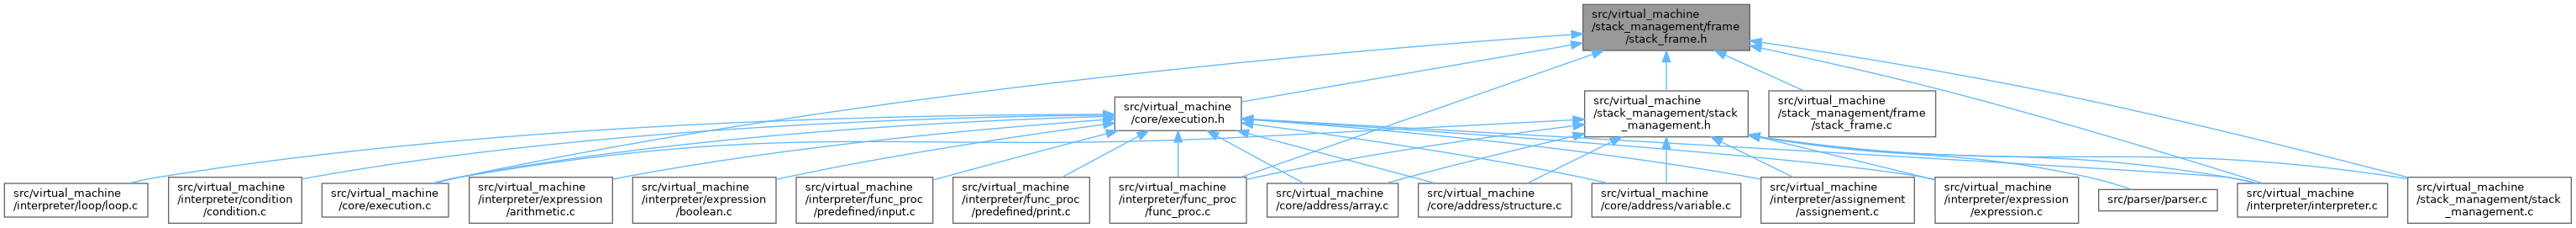 src/virtual_machine
/stack_management/frame
/stack_frame.h
src/virtual_machine
/core/execution.h
src/virtual_machine
/stack_management/stack
_management.h
src/virtual_machine
/stack_management/frame
/stack_frame.c
src/virtual_machine
/interpreter/loop/loop.c
src/virtual_machine
/interpreter/condition
/condition.c
src/virtual_machine
/core/execution.c
src/virtual_machine
/interpreter/expression
/arithmetic.c
src/virtual_machine
/interpreter/expression
/boolean.c
src/virtual_machine
/interpreter/func_proc
/predefined/input.c
src/virtual_machine
/interpreter/func_proc
/predefined/print.c
src/virtual_machine
/interpreter/func_proc
/func_proc.c
src/virtual_machine
/core/address/array.c
src/virtual_machine
/core/address/structure.c
src/virtual_machine
/core/address/variable.c
src/virtual_machine
/interpreter/assignement
/assignement.c
src/virtual_machine
/interpreter/expression
/expression.c
src/parser/parser.c
src/virtual_machine
/interpreter/interpreter.c
src/virtual_machine
/stack_management/stack
_management.c